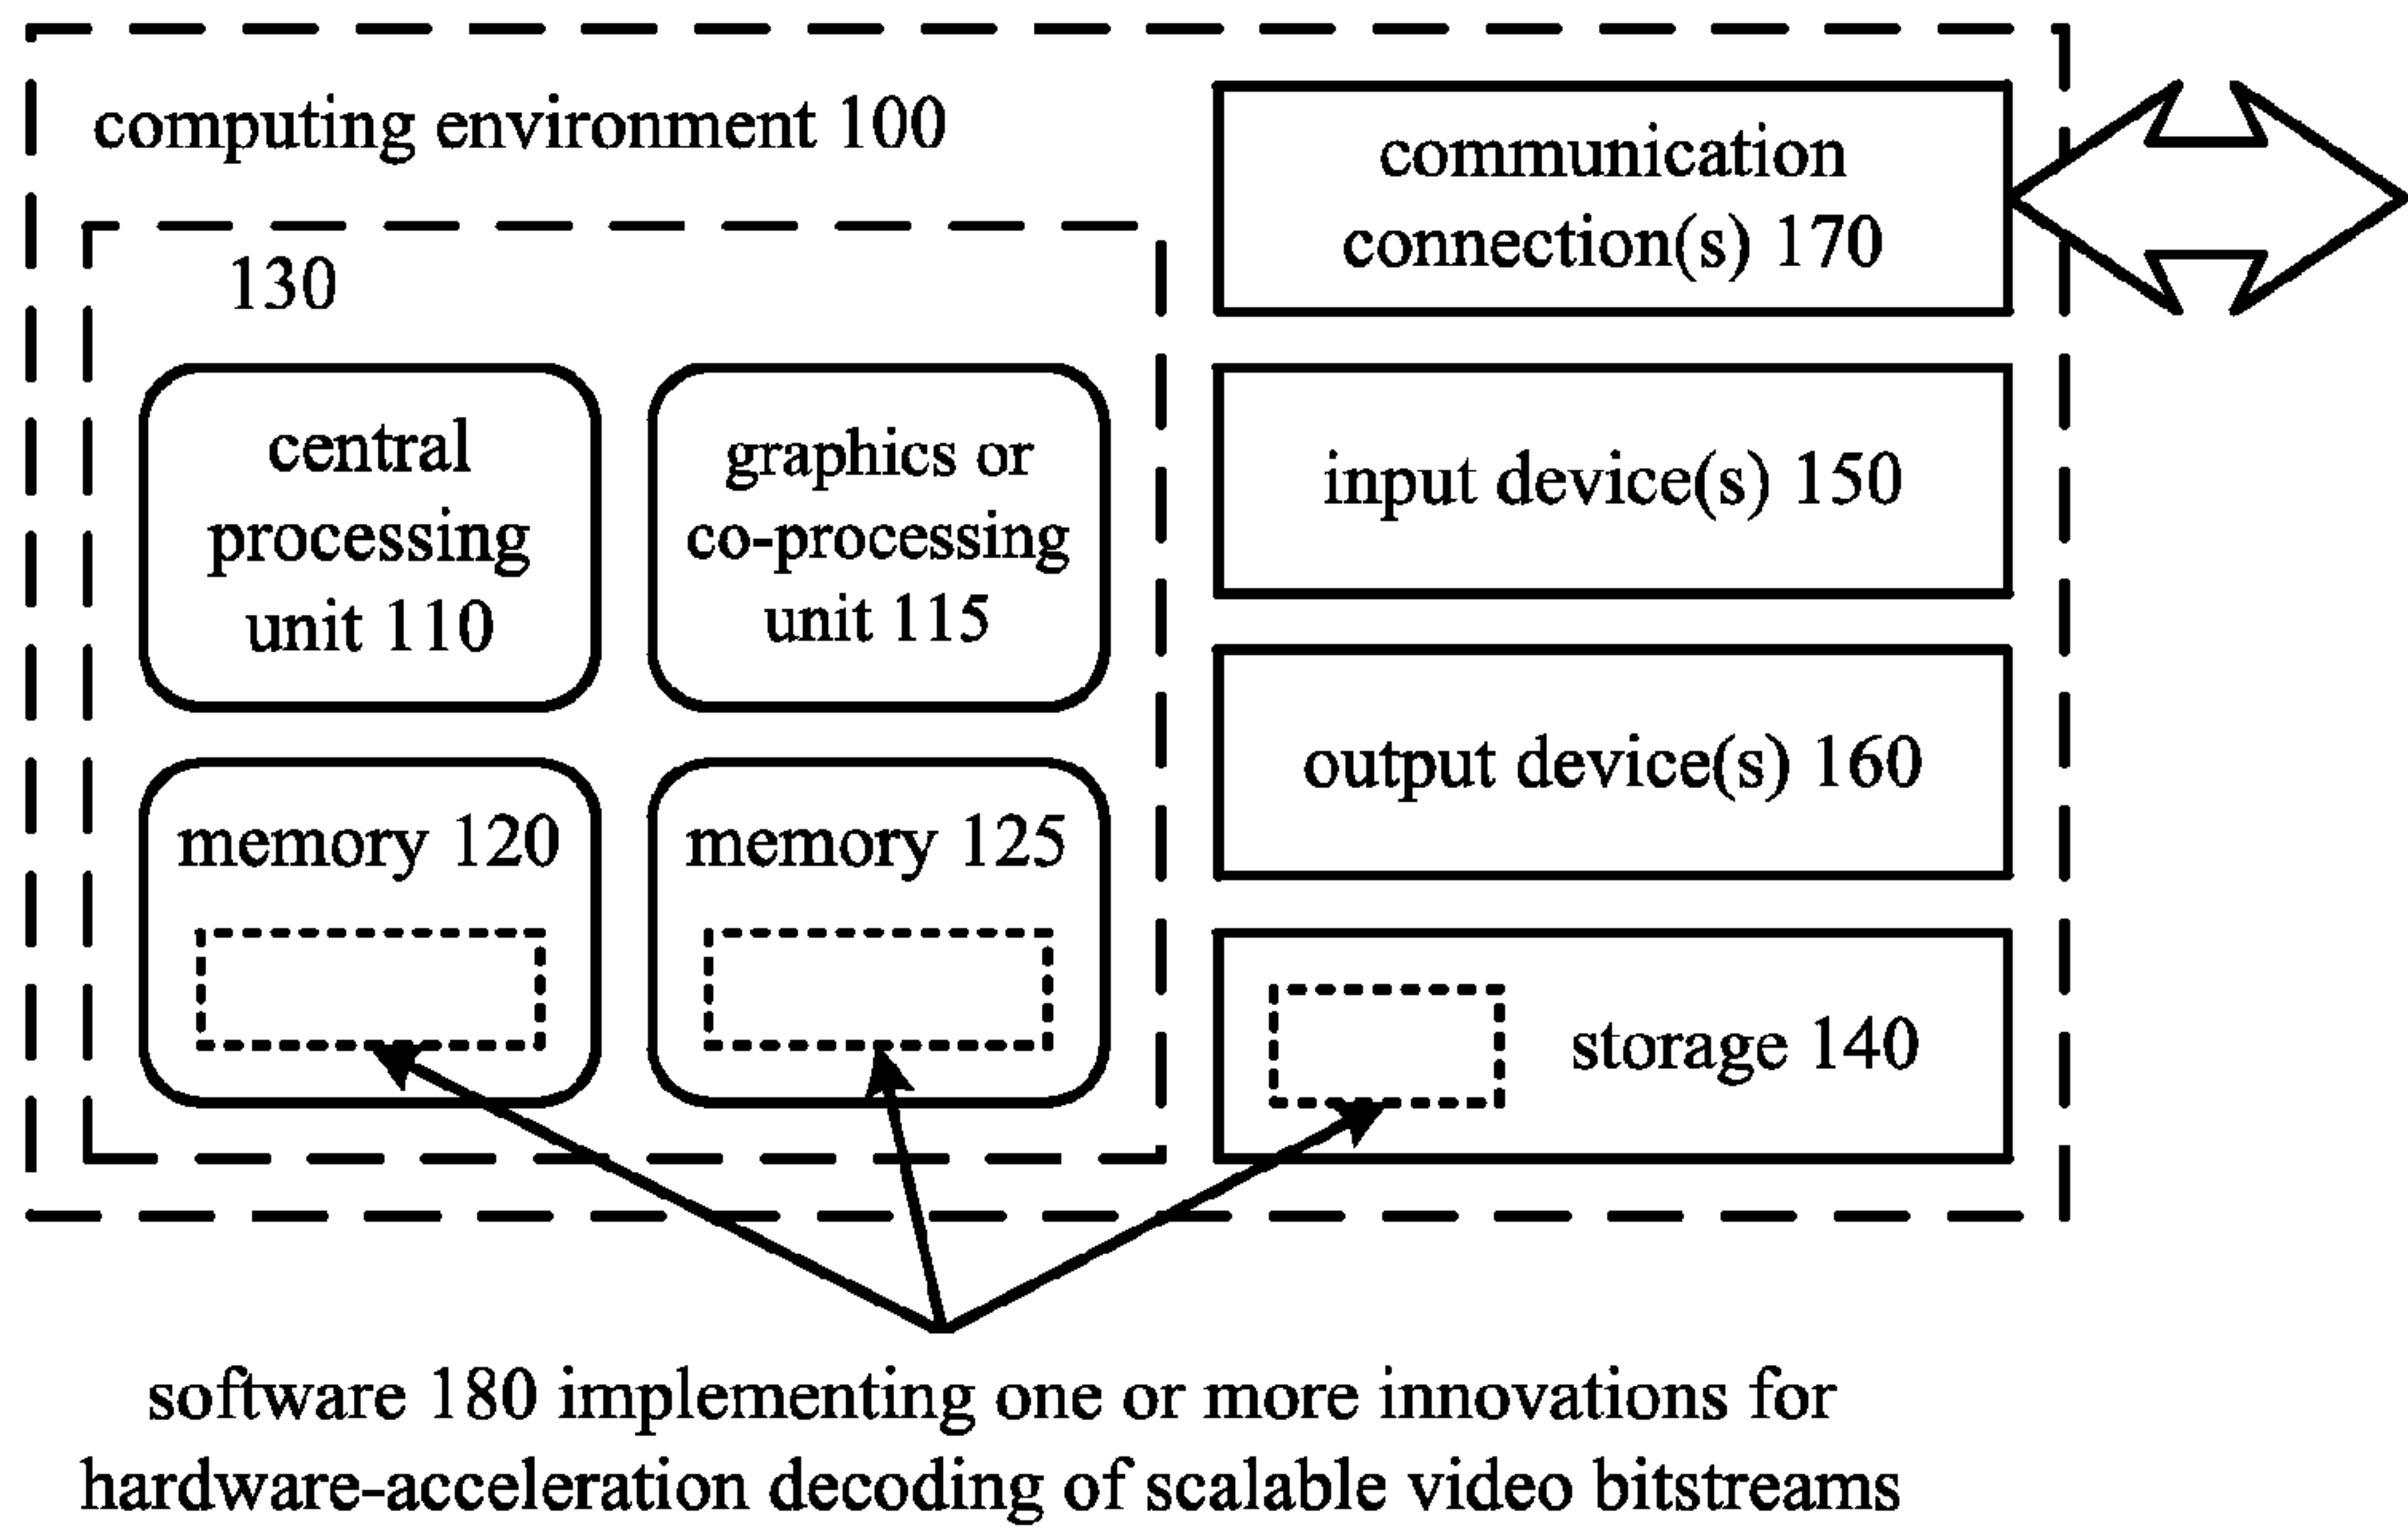 computing environment 100
130
central
processing
unit 110
graphics or
co-processing
unit 115
memory 120
memory 125
communication
connection(s) 170
input device(s) 150
output device(s) 160
storage 140
software 180 implementing one or more innovations for
hardware-acceleration decoding of scalable video bitstreams